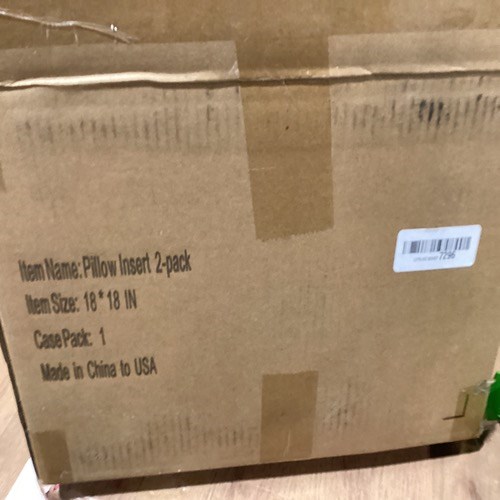 Item Name: Pillow Insert 2-pack
Item Size: 18*18 IN
Case Pack: 1
Made in China to USA
7296